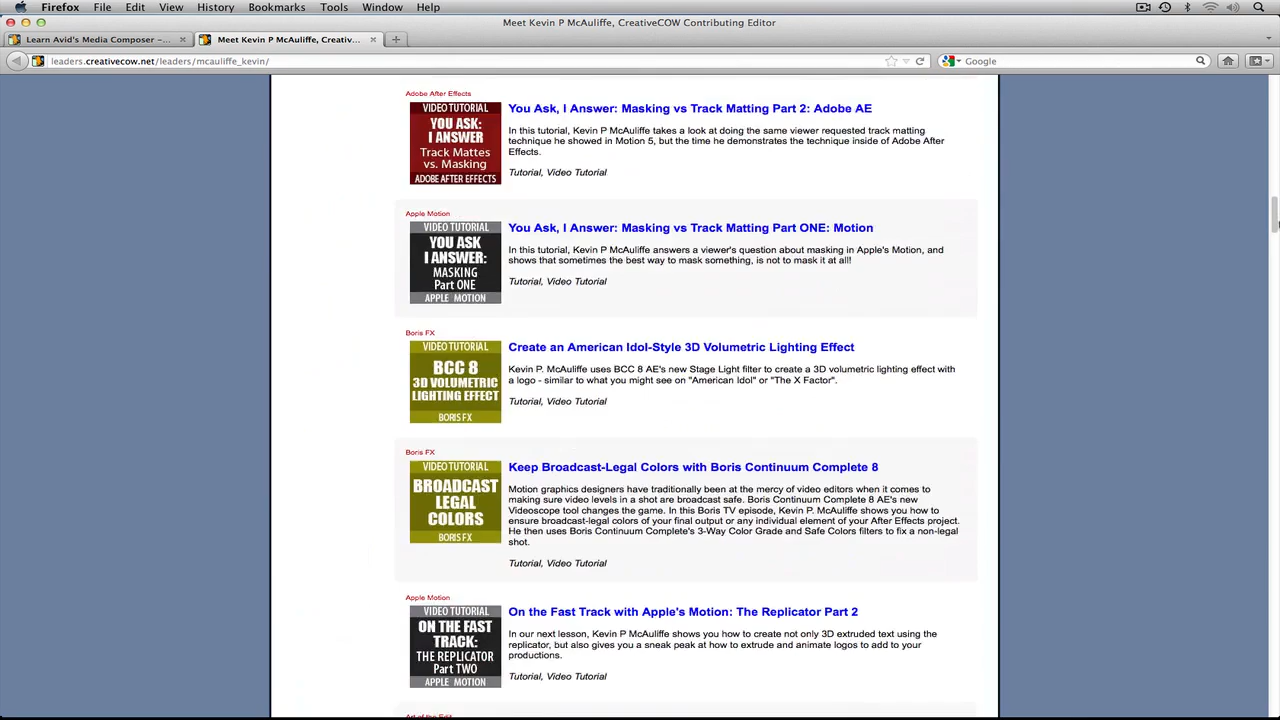 Firefox File Edit View History Bookmarks Tools Window Help
Meet Kevin P McAuliffe, CreativeCOW Contributing Editor
Learn Avid's Media Composer –... Meet Kevin P McAuliffe, Creativ...
leaders.creativecow.net/leaders/mcauliffe_kevin/ Google
Adobe After Effects
VIDEO TUTORIAL
YOU ASK:
I ANSWER
Track Mattes
vs. Masking
ADOBE AFTER EFFECTS
You Ask, I Answer: Masking vs Track Matting Part 2: Adobe AE
In this tutorial, Kevin P McAuliffe takes a look at doing the same viewer requested track matting
technique he showed in Motion 5, but the time he demonstrates the technique inside of Adobe After
Effects.
Tutorial, Video Tutorial
Apple Motion
VIDEO TUTORIAL
YOU ASK
I ANSWER:
MASKING
Part ONE
APPLE MOTION
You Ask, I Answer: Masking vs Track Matting Part ONE: Motion
In this tutorial, Kevin P McAuliffe answers a viewer's question about masking in Apple's Motion, and
shows that sometimes the best way to mask something, is not to mask it at all!
Tutorial, Video Tutorial
Boris FX
VIDEO TUTORIAL
BCC 8
3D VOLUMETRIC
LIGHTING EFFECT
BORIS FX
Create an American Idol-Style 3D Volumetric Lighting Effect
Kevin P. McAuliffe uses BCC 8 AE's new Stage Light filter to create a 3D volumetric lighting effect with
a logo - similar to what you might see on "American Idol" or "The X Factor".
Tutorial, Video Tutorial
Boris FX
VIDEO TUTORIAL
BROADCAST
LEGAL
COLORS
BORIS FX
Keep Broadcast-Legal Colors with Boris Continuum Complete 8
Motion graphics designers have traditionally been at the mercy of video editors when it comes to
making sure video levels in a shot are broadcast safe. Boris Continuum Complete 8 AE's new
Videoscope tool changes the game. In this Boris TV episode, Kevin P. McAuliffe shows you how to
ensure broadcast-legal colors of your final output or any individual element of your After Effects project.
He then uses Boris Continuum Complete's 3-Way Color Grade and Safe Colors filters to fix a non-legal
shot.
Tutorial, Video Tutorial
Apple Motion
VIDEO TUTORIAL
ON THE FAST
TRACK:
THE REPLICATOR
Part TWO
APPLE MOTION
On the Fast Track with Apple's Motion: The Replicator Part 2
In our next lesson, Kevin P McAuliffe shows you how to create not only 3D extruded text using the
replicator, but also gives you a sneak peak at how to extrude and animate logos to add to your
productions.
Tutorial, Video Tutorial
Art of the Edit